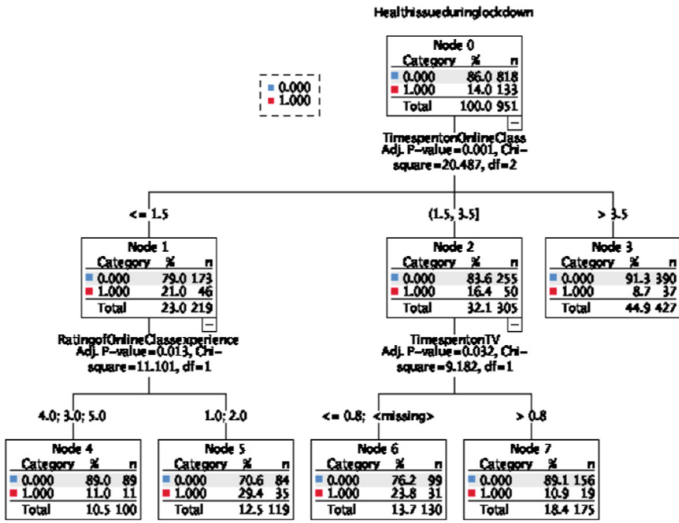 Healthissueduringlockdown
Node 0
Category % n
0.000 86.0 818
1.000 14.0 133
Total 100.0 951
0.000
1.000
TimespentonOnlineClass
Adj. P-value=0.001, Chi-
square=20.487, df=2
<= 1.5
(1.5, 3.5]
> 3.5
Node 1
Category % n
0.000 79.0 173
1.000 21.0 46
Total 23.0 219
Node 2
Category % n
0.000 83.6 255
1.000 16.4 50
Total 32.1 305
Node 3
Category % n
0.000 91.3 390
1.000 8.7 37
Total 44.9 427
RatingofOnlineClassexperience
Adj. P-value=0.013, Chi-
square=11.101, df=1
TimespentonTV
Adj. P-value=0.032, Chi-
square=9.182, df=1
4.0; 3.0; 5.0
1.0; 2.0
<= 0.8; <missing>
> 0.8
Node 4
Category % n
0.000 89.0 89
1.000 11.0 11
Total 10.5 100
Node 5
Category % n
0.000 70.6 84
1.000 29.4 35
Total 12.5 119
Node 6
Category % n
0.000 76.2 99
1.000 23.8 31
Total 13.7 130
Node 7
Category % n
0.000 89.1 156
1.000 10.9 19
Total 18.4 175